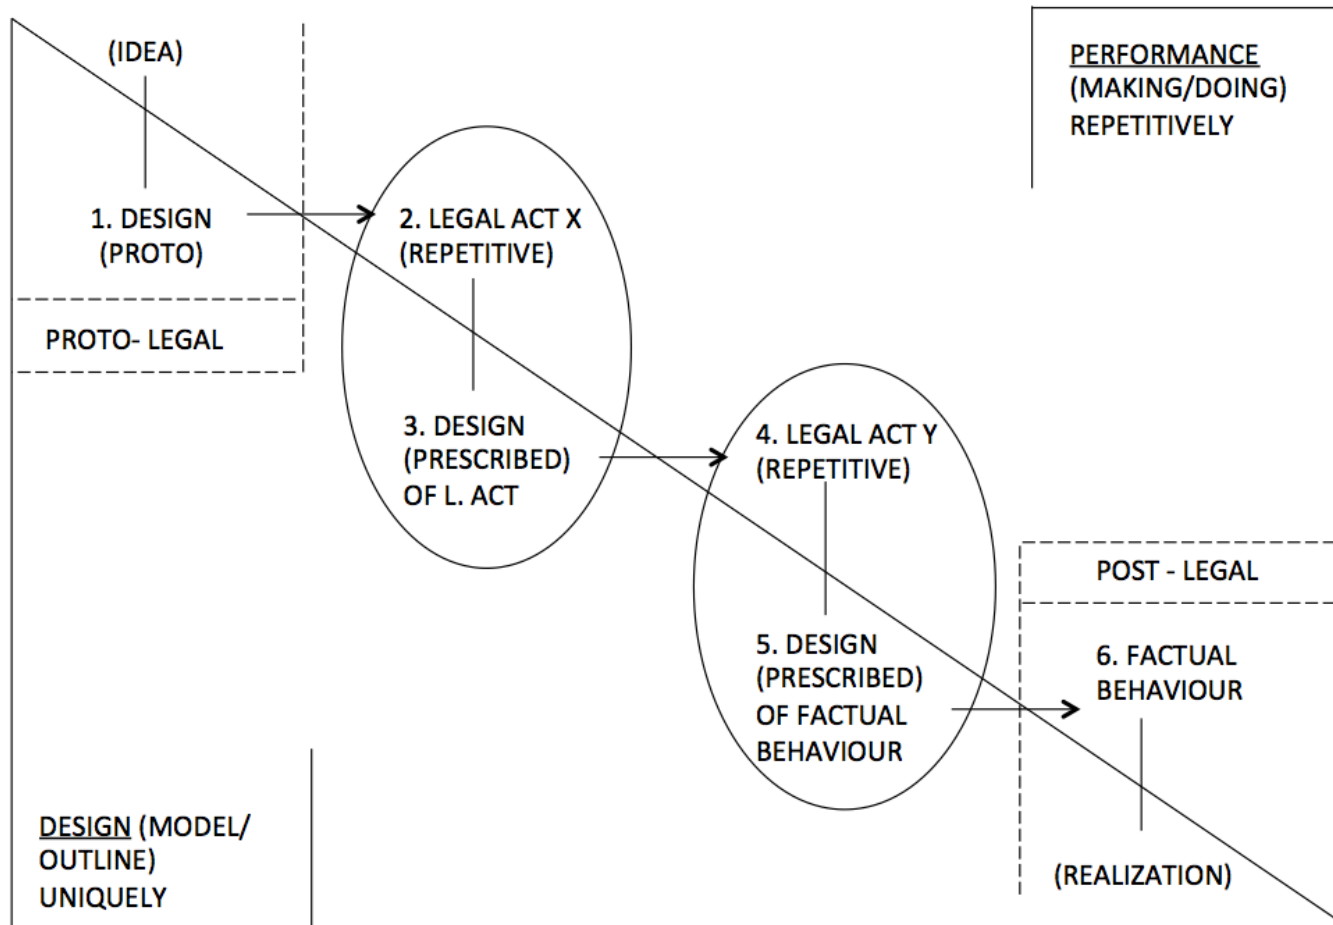 (IDEA)
1. DESIGN
(PROTO)
PROTO- LEGAL
2. LEGAL ACT X
(REPETITIVE)
3. DESIGN
(PRESCRIBED)
OF L. ACT
PERFORMANCE
(MAKING/DOING)
REPETITIVELY
4. LEGAL ACT Y
(REPETITIVE)
5. DESIGN
(PRESCRIBED)
OF FACTUAL
BEHAVIOUR
POST - LEGAL
6. FACTUAL
BEHAVIOUR
(REALIZATION)
DESIGN (MODEL/
OUTLINE)
UNIQUELY